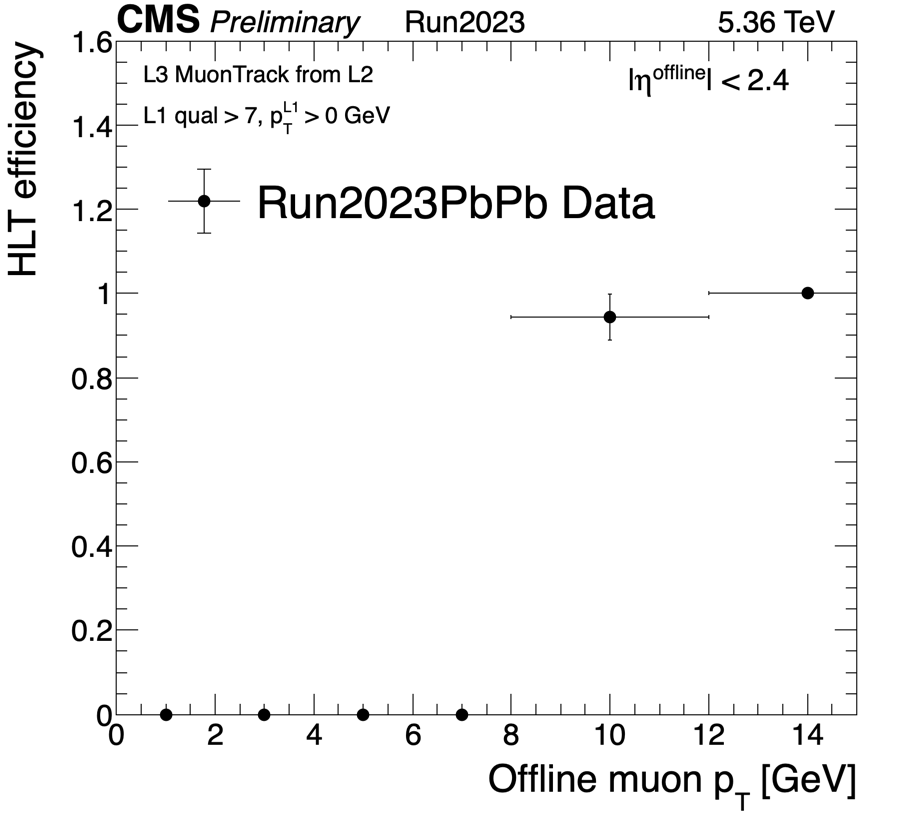 CMS Preliminary Run2023 5.36 TeV
L3 MuonTrack from L2
|η^offline| < 2.4
L1 qual > 7, p_T^L1 > 0 GeV
Run2023PbPb Data
HLT efficiency
1.6
1.4
1.2
1
0.8
0.6
0.4
0.2
0
0 2 4 6 8 10 12 14
Offline muon p_T [GeV]